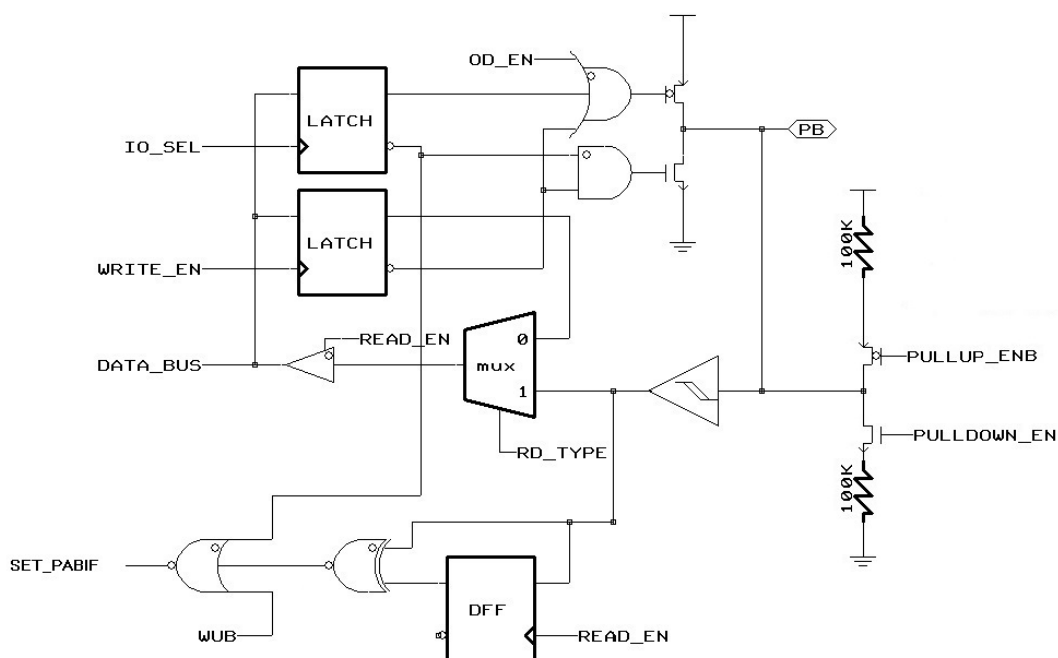 OD_EN
LATCH
PB
IO_SEL
LATCH
100K
WRITE_EN
READ_EN
0
PULLUP_ENB
DATA_BUS
mux
1
PULLDOWN_EN
RD_TYPE
100K
SET_PABIF
DFF
WUB
READ_EN